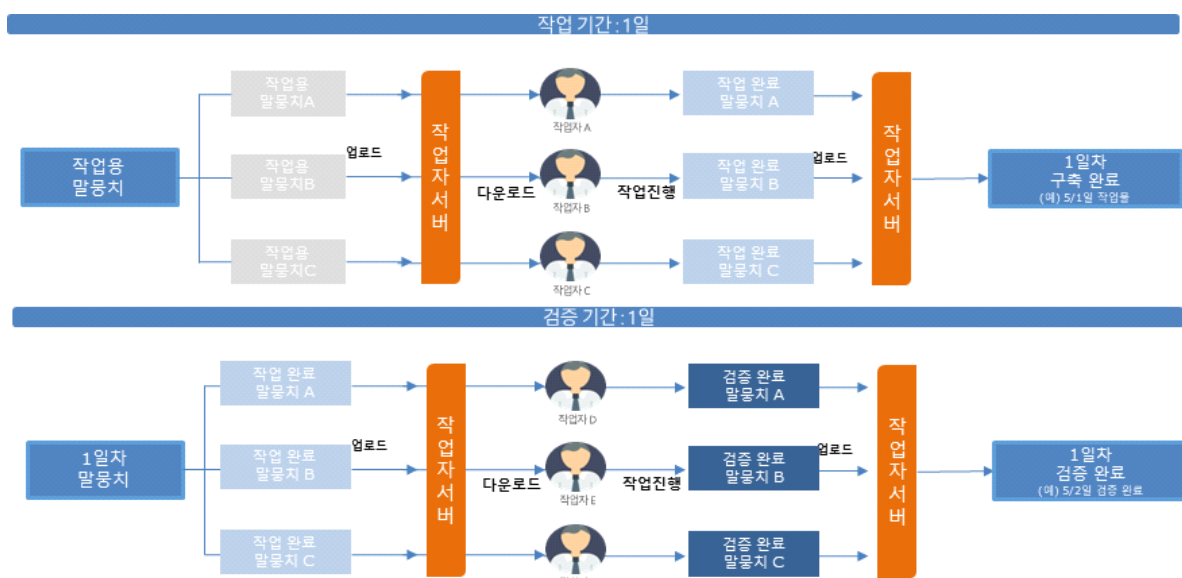 작업 기간 : 1일
작업용
말뭉치
작업용
말뭉치A
작업용
말뭉치B
작업용
말뭉치C
업로드
작업자서버
다운로드
작업자 A
작업자 B
작업자 C
작업진행
작업 완료
말뭉치 A
작업 완료
말뭉치 B
작업 완료
말뭉치 C
업로드
작업자서버
1일차
구축 완료
(예) 5/1일 작업물
검증 기간 : 1일
1일차
말뭉치
작업 완료
말뭉치 A
작업 완료
말뭉치 B
작업 완료
말뭉치 C
업로드
작업자서버
다운로드
작업자 D
작업자 E
작업진행
검증 완료
말뭉치 A
검증 완료
말뭉치 B
검증 완료
말뭉치 C
업로드
작업자서버
1일차
검증 완료
(예) 5/2일 검증 완료